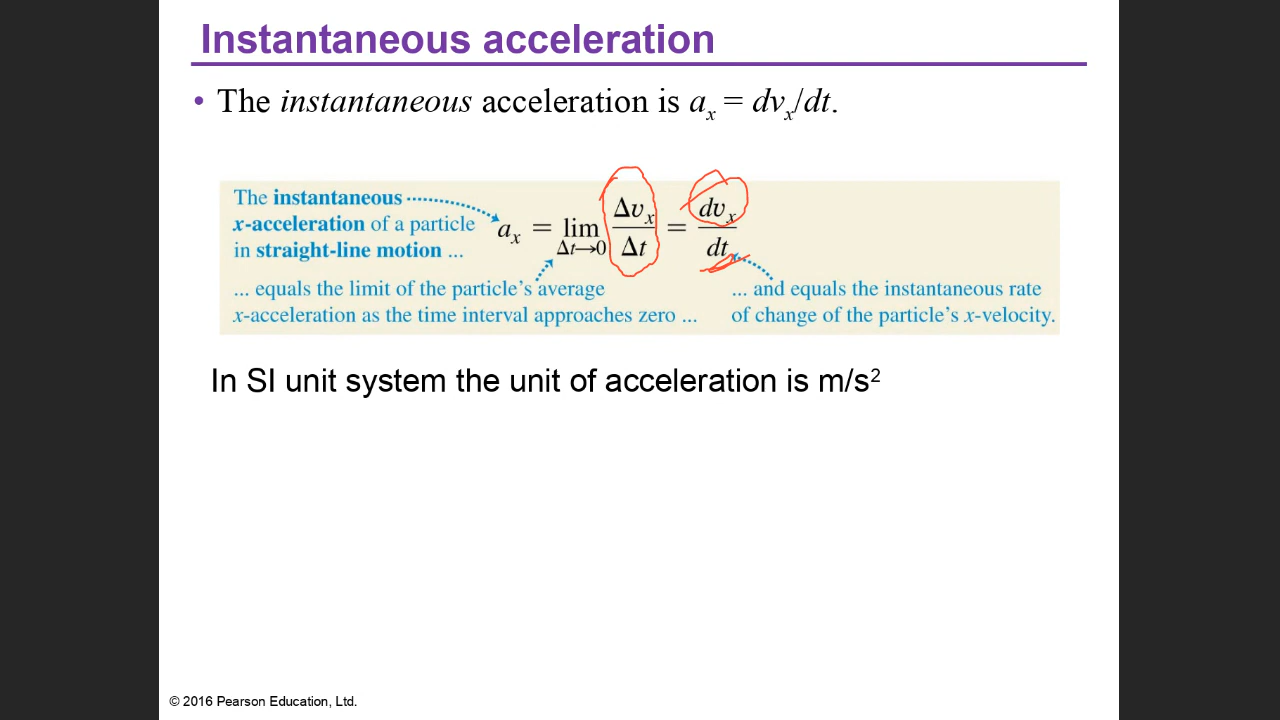 Instantaneous acceleration
• The instantaneous acceleration is aₓ = dvₓ/dt.
The instantaneous
x-acceleration of a particle
in straight-line motion ...
aₓ = lim Δt→0 Δvₓ/Δt = dvₓ/dt
... equals the limit of the particle's average
x-acceleration as the time interval approaches zero ...
... and equals the instantaneous rate
of change of the particle's x-velocity.
In SI unit system the unit of acceleration is m/s²
© 2016 Pearson Education, Ltd.